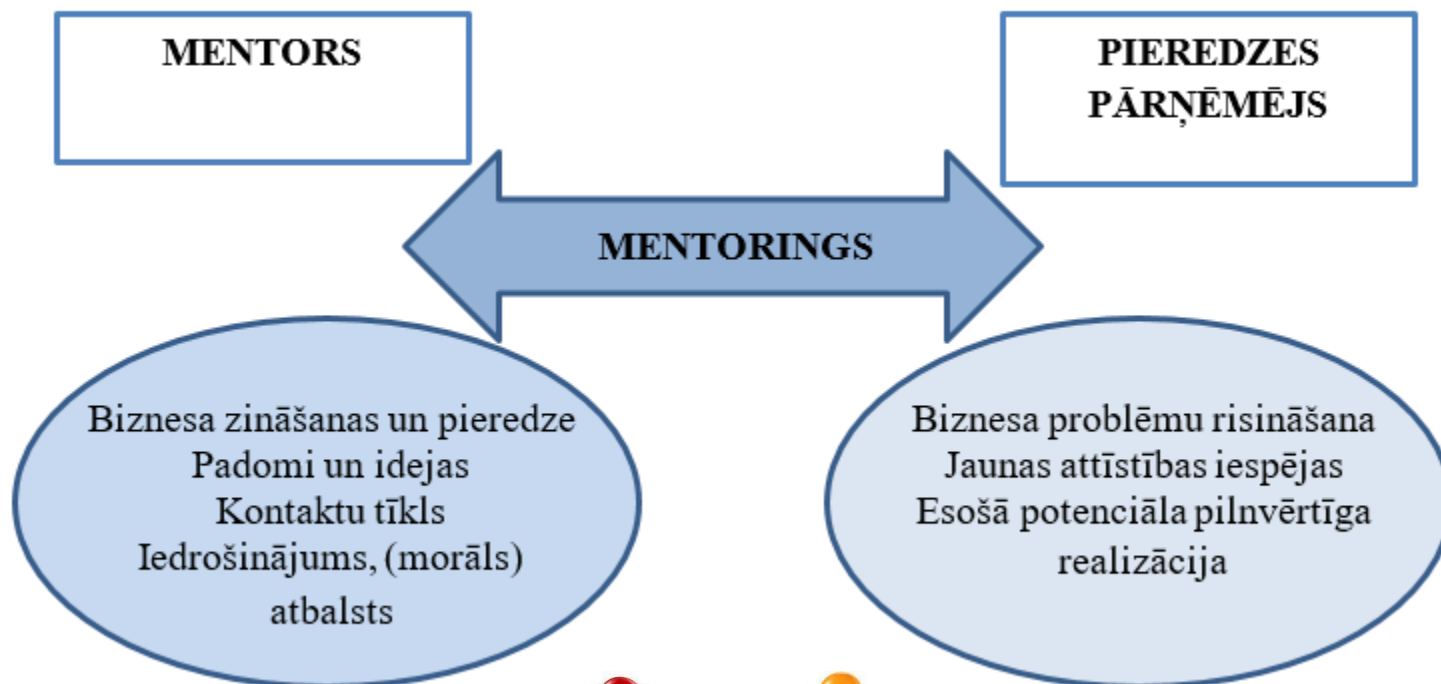 MENTORS
PIEREDZES
PĀRŅĒMĒJS
MENTORINGS
Biznesa zināšanas un pieredze
Padomi un idejas
Kontaktu tīkls
Iedrošinājums, (morāls)
atbalsts
Biznesa problēmu risināšana
Jaunas attīstības iespējas
Esošā potenciāla pilnvērtīga
realizācija